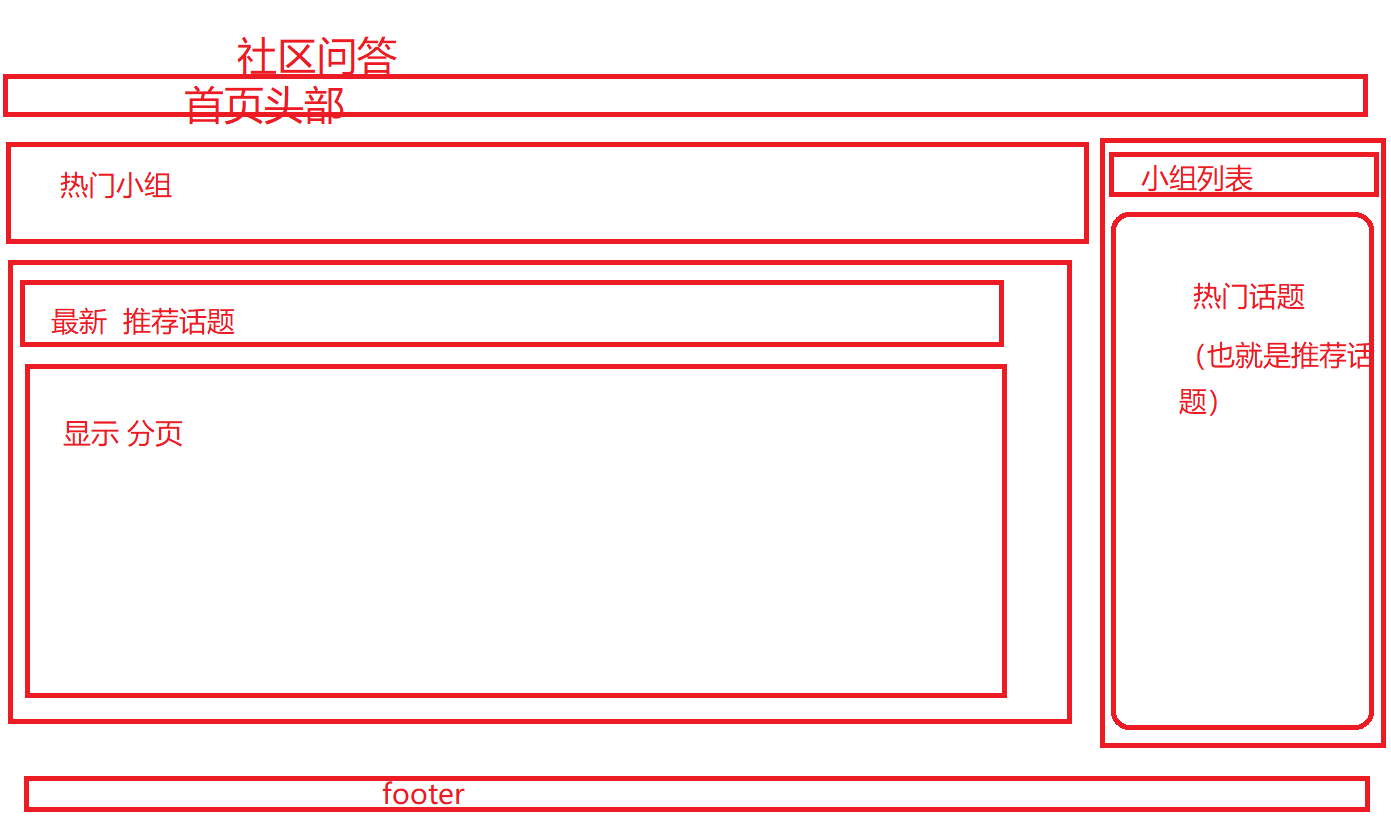 社区问答
首页头部
热门小组
小组列表
最新 推荐话题
热门话题
（也就是推荐话
题）
显示 分页
footer